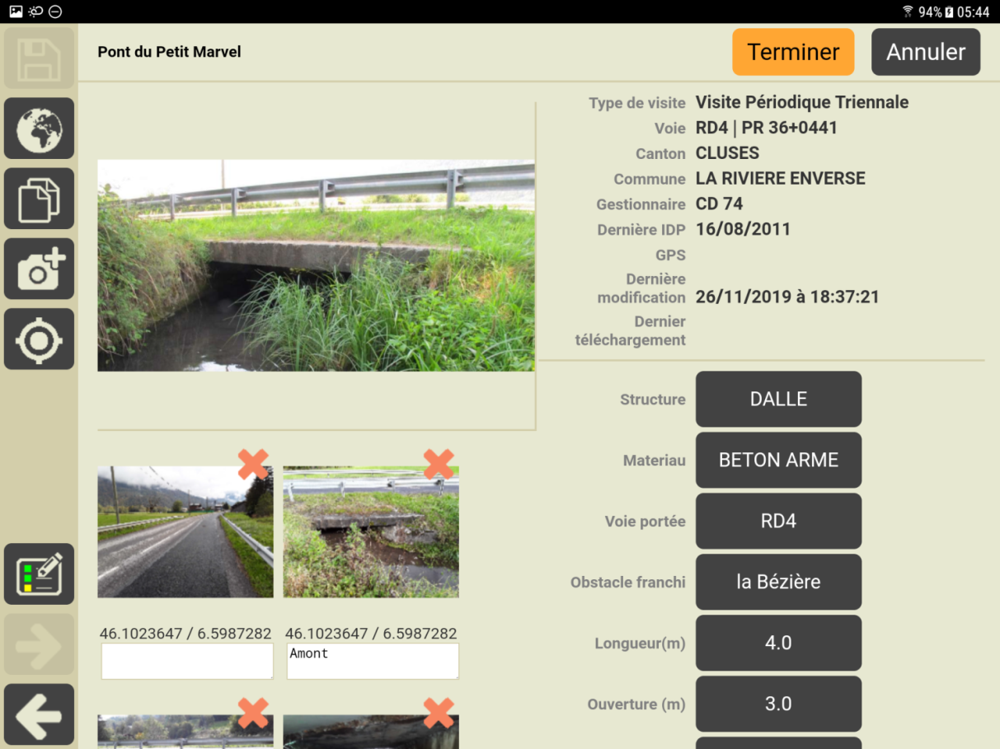 94% 05:44
Pont du Petit Marvel
Terminer
Annuler
Type de visite Visite Périodique Triennale
Voie RD4 | PR 36+0441
Canton CLUSES
Commune LA RIVIERE ENVERSE
Gestionnaire CD 74
Dernière IDP 16/08/2011
GPS
Dernière
modification 26/11/2019 à 18:37:21
Dernier
téléchargement
Structure DALLE
Materiau BETON ARME
Voie portée RD4
Obstacle franchi la Bézière
Longueur(m) 4.0
Ouverture (m) 3.0
46.1023647 / 6.5987282
46.1023647 / 6.5987282
Amont